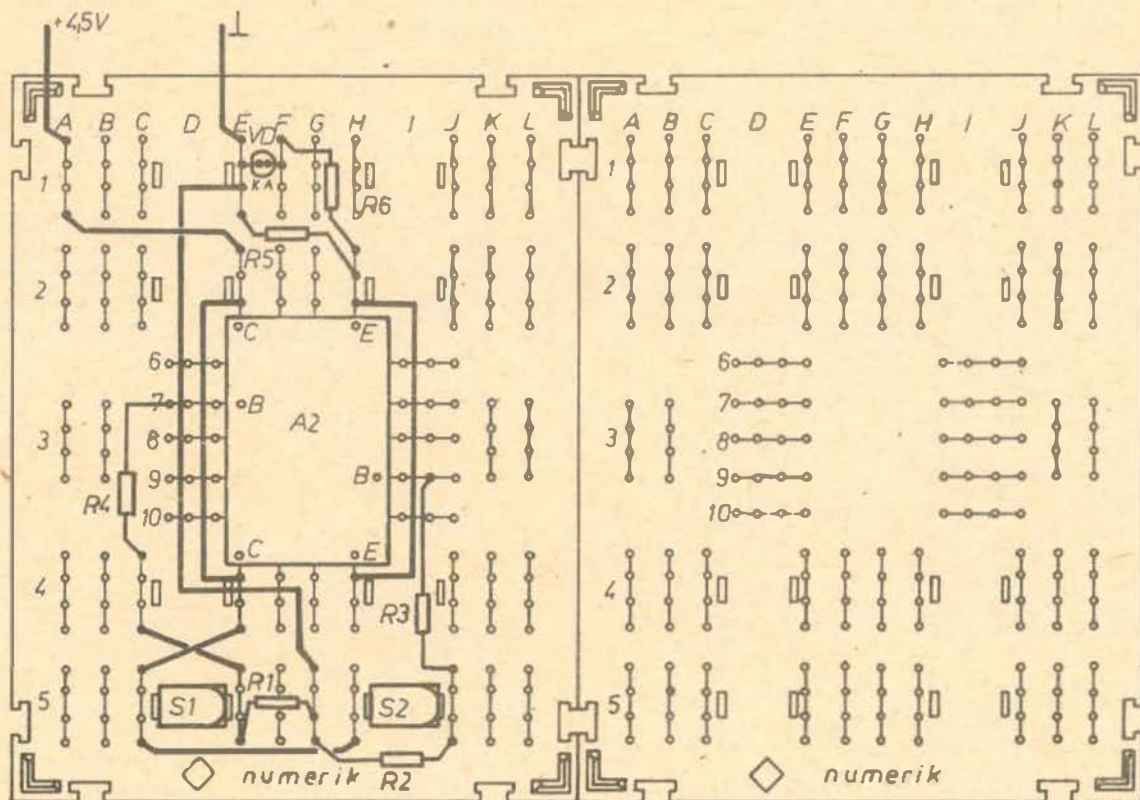 +4,5V ⊥
A B C D E F G H I J K L A B C D E F G H I J K L
VD
1 K A 1
R6
R5
2 2
C E
6 6
7 B 7
3 8 A2 3 8
9 B 9
R4
10 10
C E
4 R3 4
R1
5 S1 S2 5
R2
numerik numerik